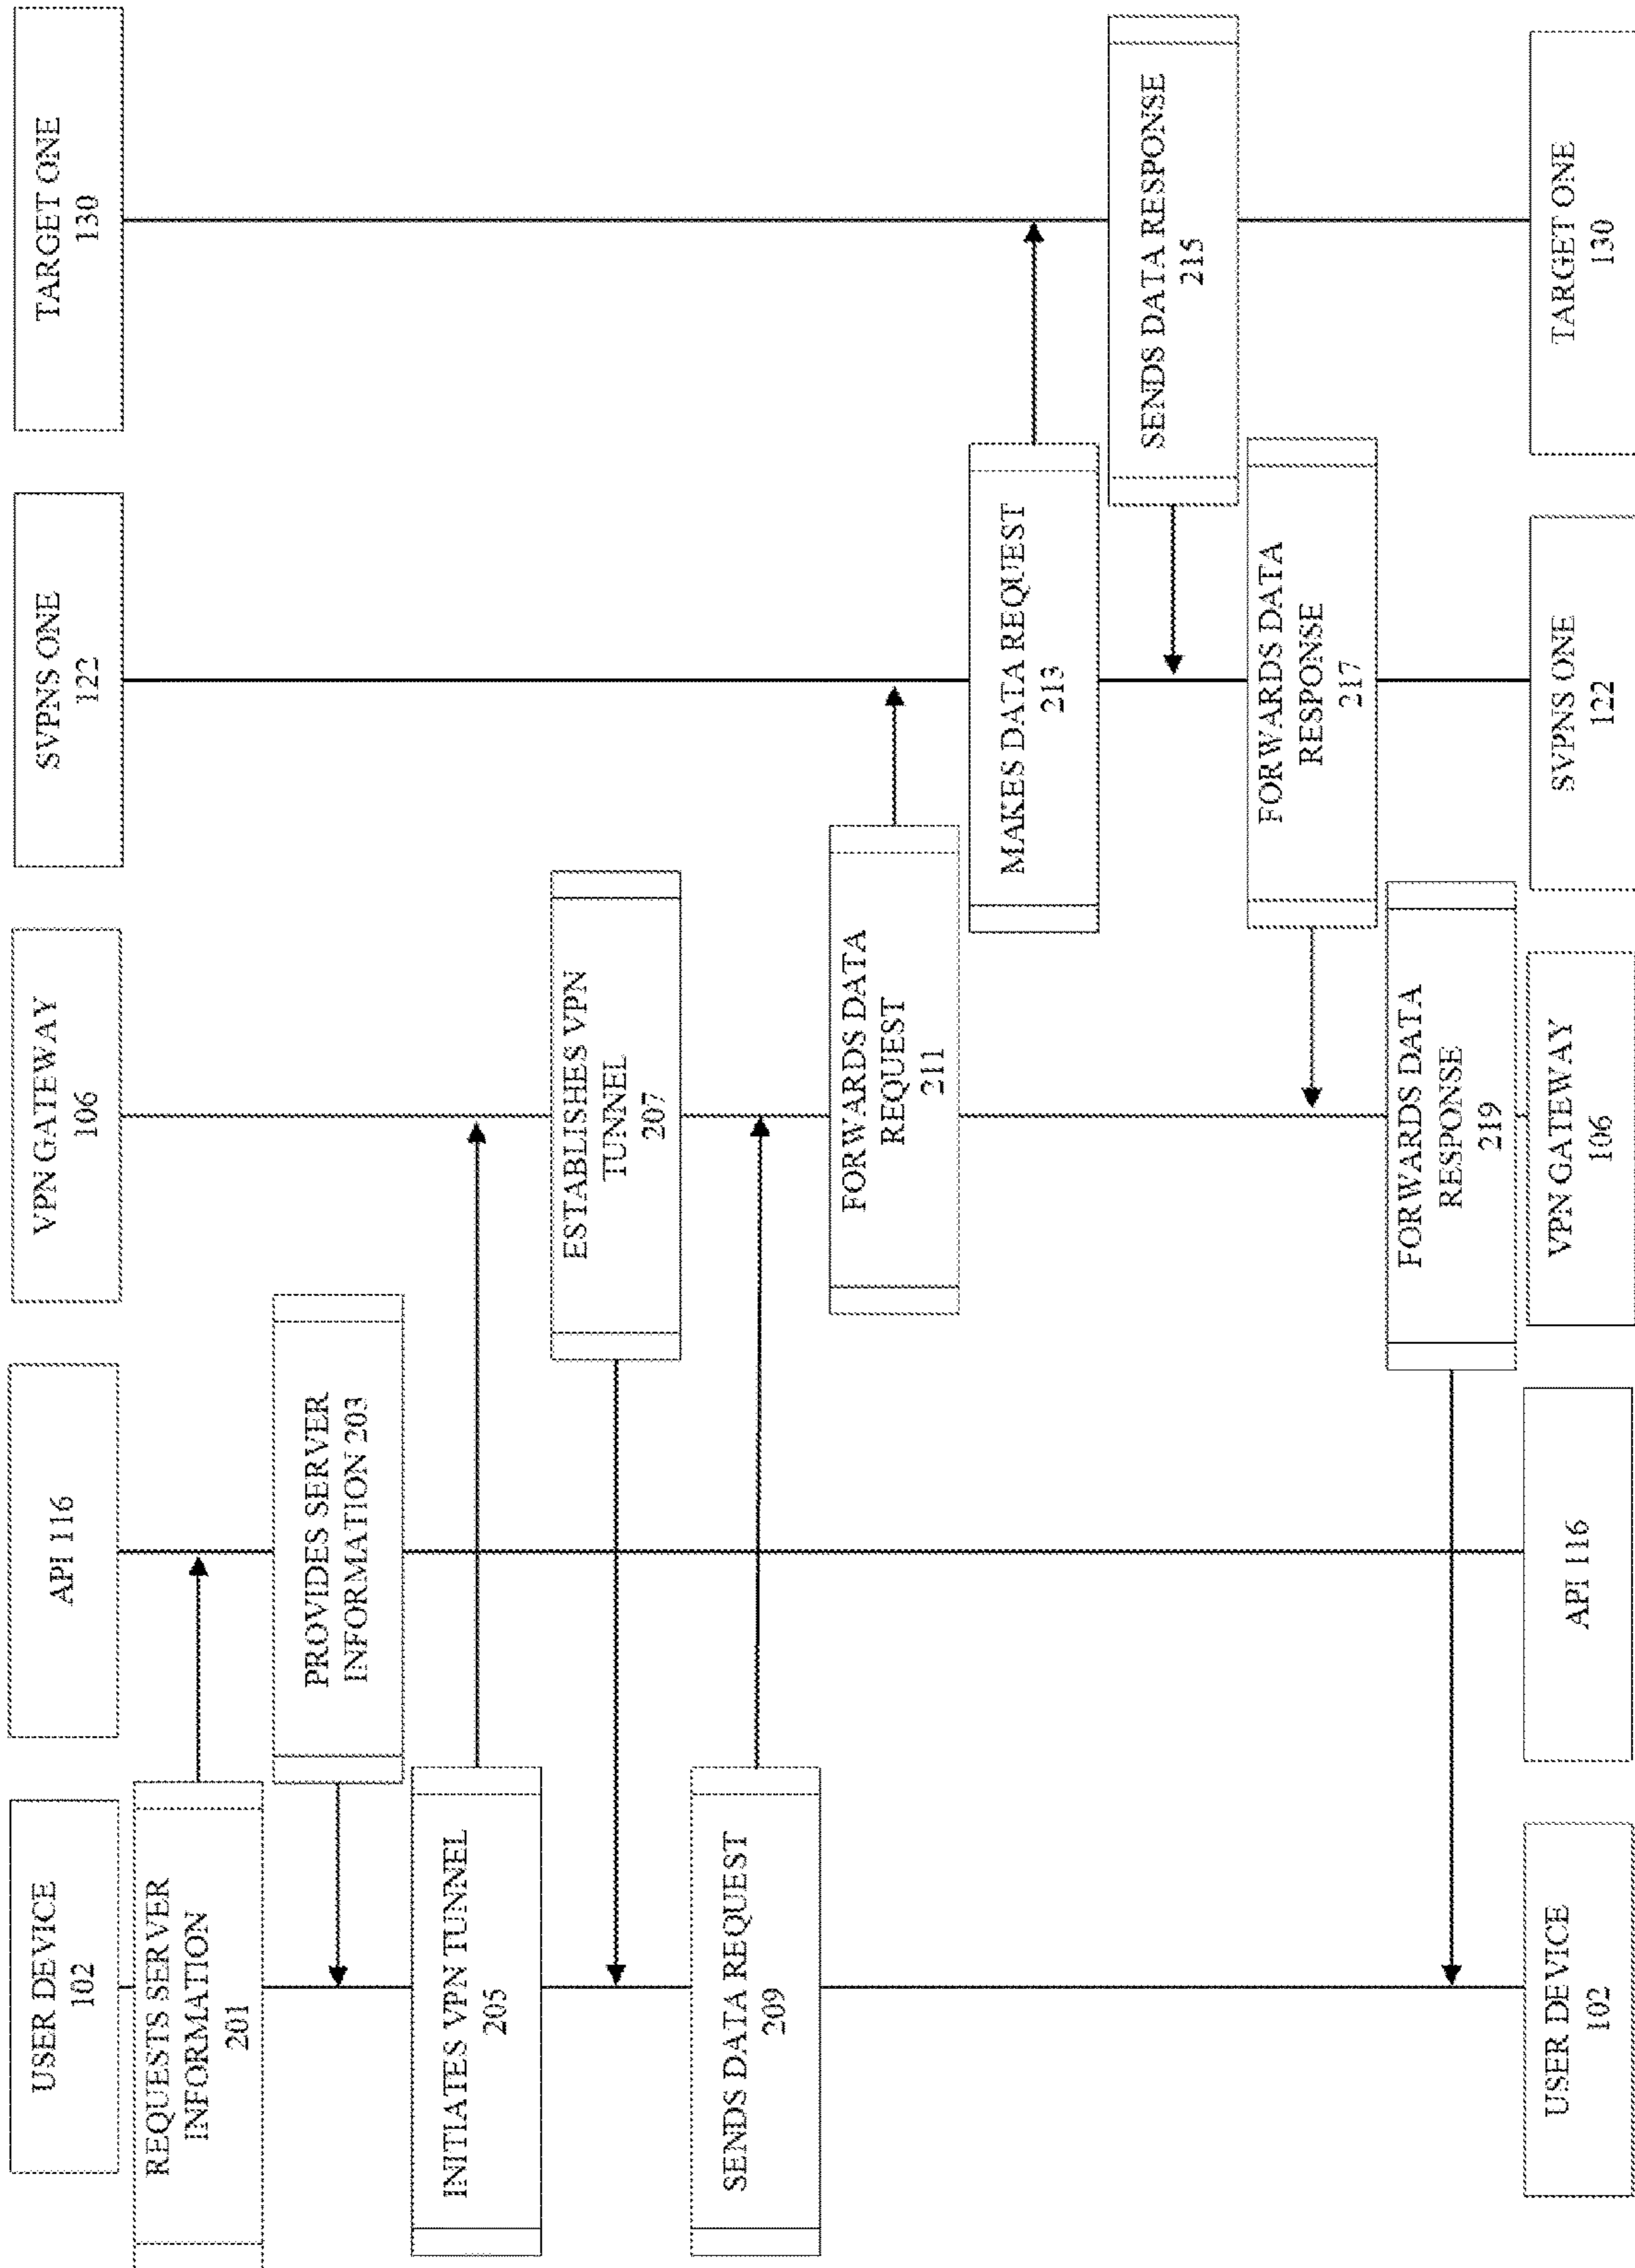 USER DEVICE
102
API 116
VPN GATEWAY
106
SVPNS ONE
122
TARGET ONE
130
REQUESTS SERVER
INFORMATION
201
PROVIDES SERVER
INFORMATION 203
INITIATES VPN TUNNEL
205
ESTABLISHES VPN
TUNNEL
207
SENDS DATA REQUEST
209
FORWARDS DATA
REQUEST
211
MAKES DATA REQUEST
213
SENDS DATA RESPONSE
215
FORWARDS DATA
RESPONSE
217
FORWARDS DATA
RESPONSE
219
USER DEVICE
102
API 116
VPN GATEWAY
106
SVPNS ONE
122
TARGET ONE
130